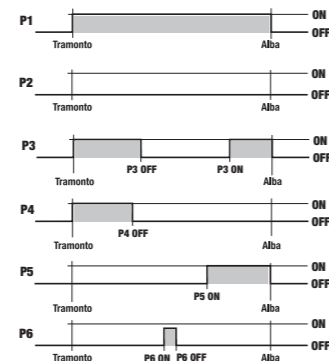 P1 ON
OFF
Tramonto Alba
P2 ON
OFF
Tramonto Alba
P3 ON
OFF
P3 OFF P3 ON
Tramonto Alba
P4 ON
OFF
P4 OFF
Tramonto Alba
P5 ON
OFF
P5 ON
Tramonto Alba
P6 ON
OFF
Tramonto P6 ON P6 OFF Alba